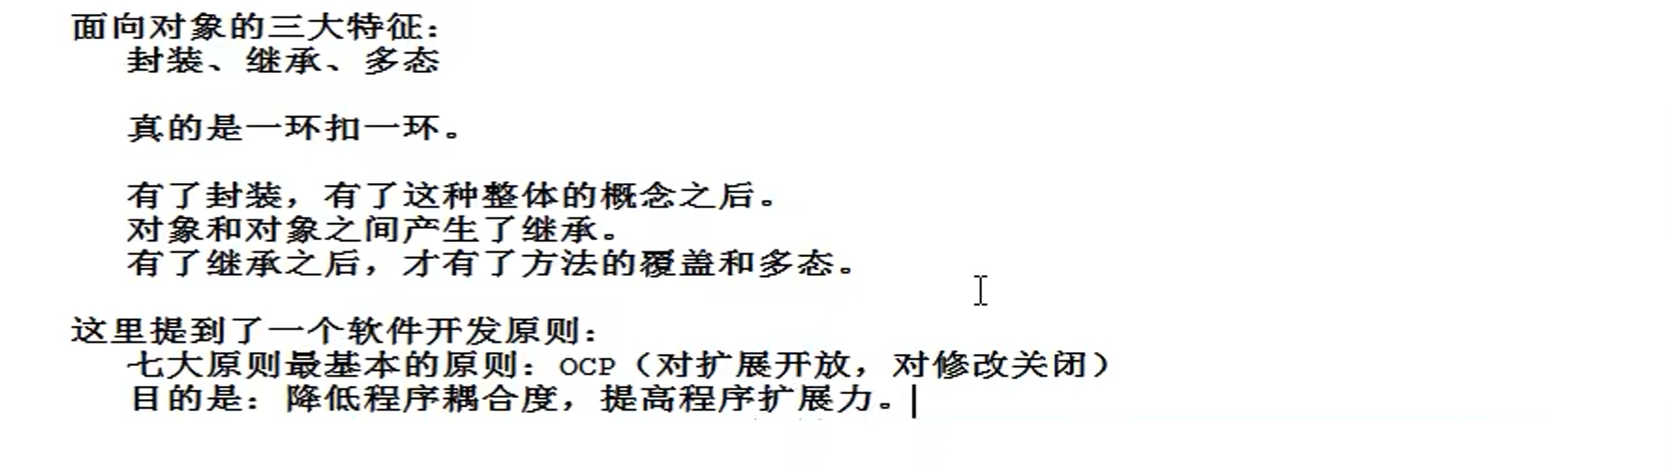 面向对象的三大特征：
封装、继承、多态
真的是一环扣一环。
有了封装，有了这种整体的概念之后。
对象和对象之间产生了继承。
有了继承之后，才有了方法的覆盖和多态。
这里提到了一个软件开发原则：
七大原则最基本的原则：OCP（对扩展开放，对修改关闭）
目的是：降低程序耦合度，提高程序扩展力。